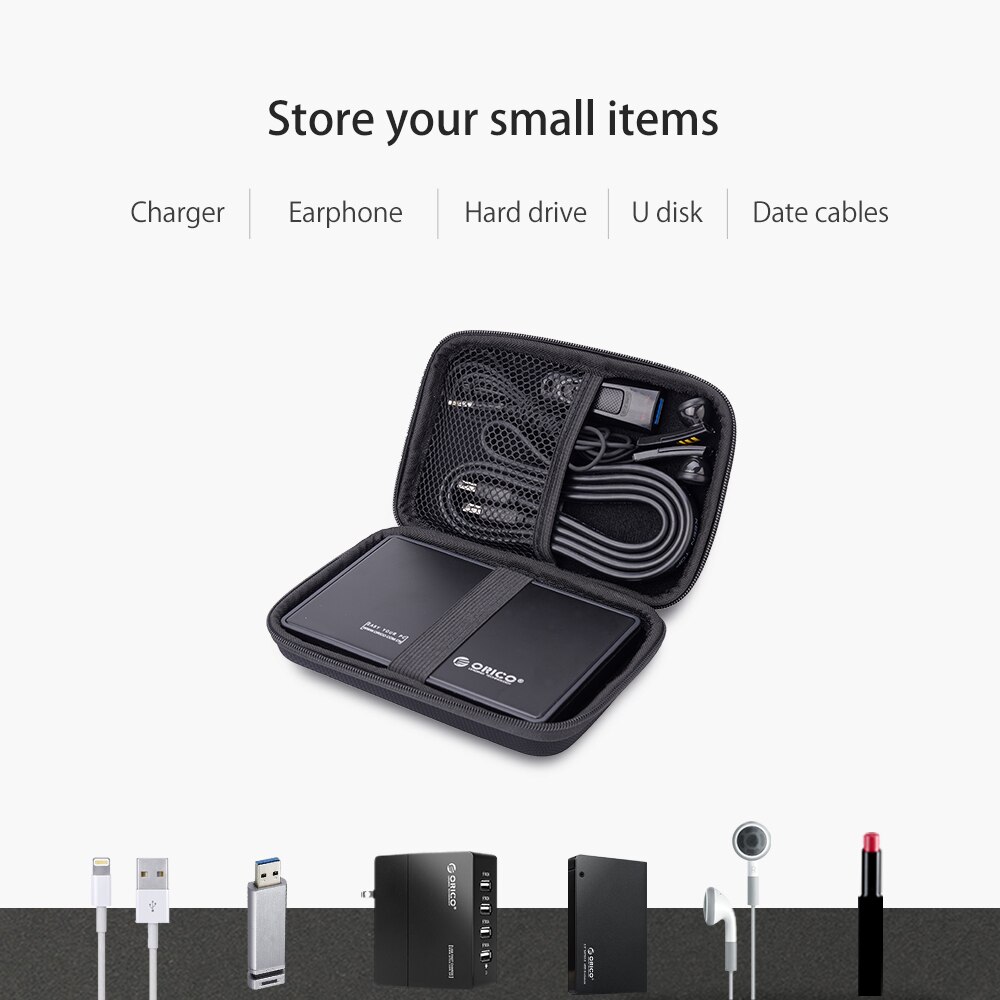 Store your small items
Charger
Earphone
Hard drive
U disk
Date cables
[EASY YOUR PC]
ORICO®
ORICO
ORICO